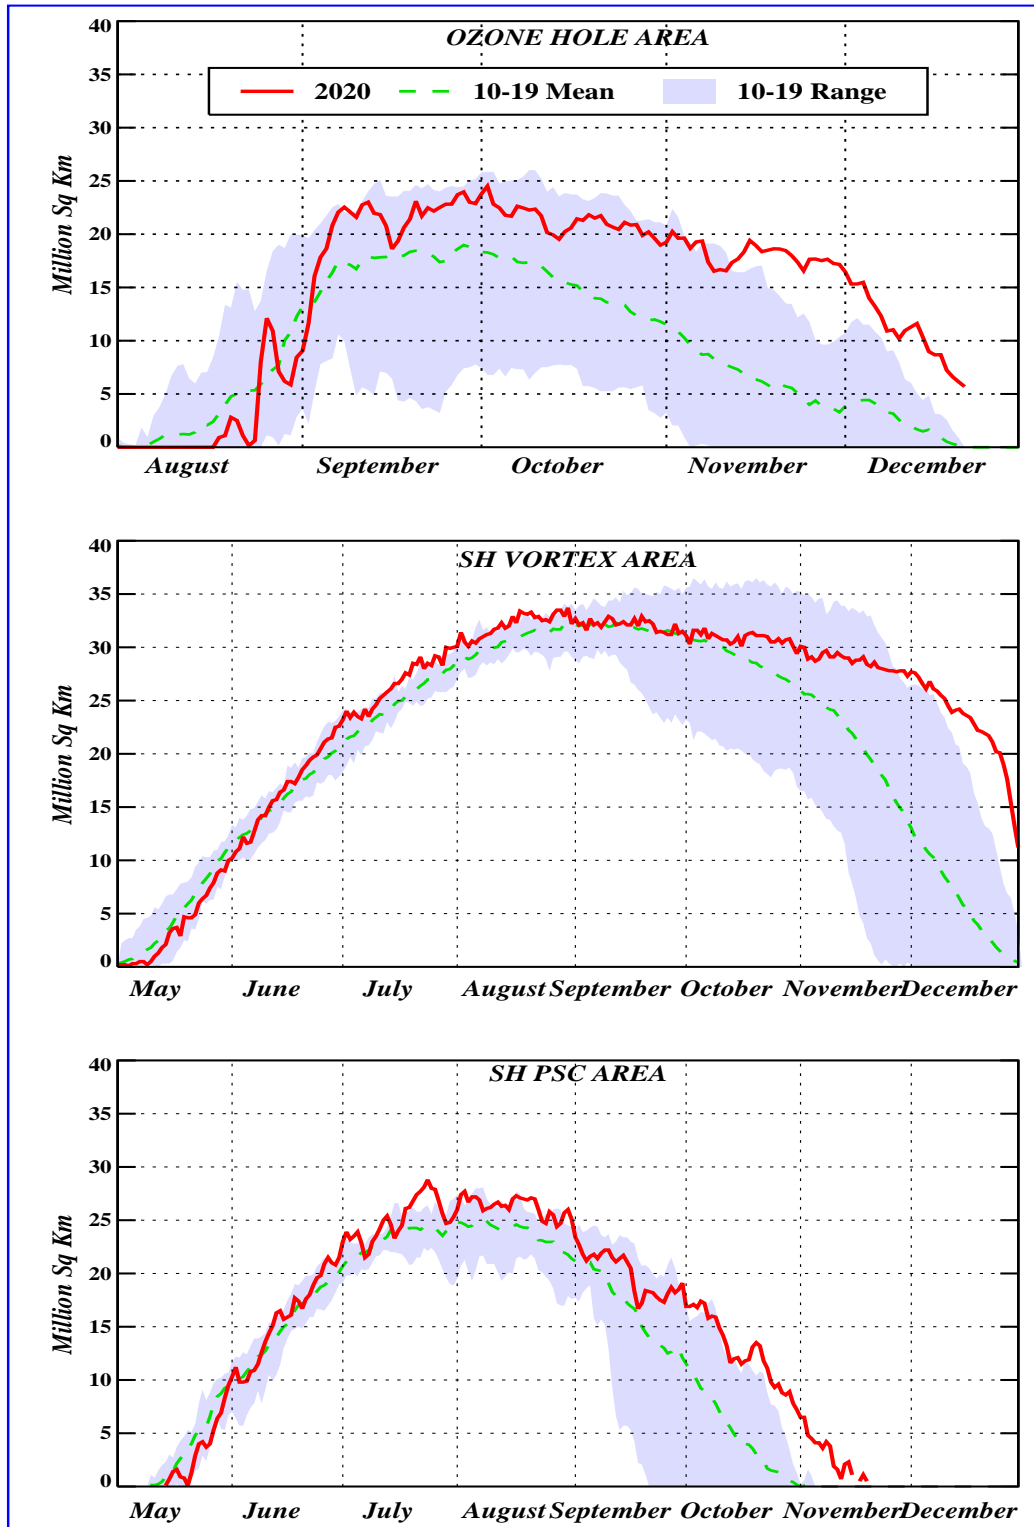 OZONE HOLE AREA
2020 10-19 Mean 10-19 Range
40
35
30
25
20
15
10
5
0
Million Sq Km
August September October November December
SH VORTEX AREA
40
35
30
25
20
15
10
5
0
Million Sq Km
May June July August September October November December
SH PSC AREA
40
35
30
25
20
15
10
5
0
Million Sq Km
May June July August September October November December